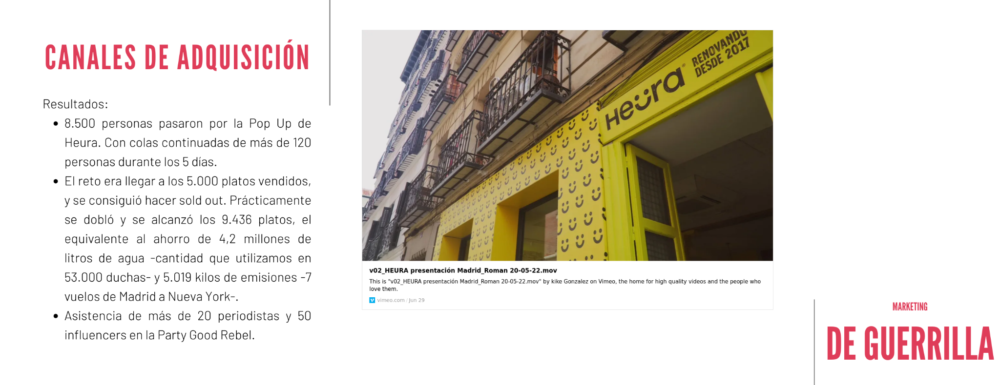 CANALES DE ADQUISICIÓN
Resultados:
8.500 personas pasaron por la Pop Up de
Heura. Con colas continuadas de más de 120
personas durante los 5 días.
El reto era llegar a los 5.000 platos vendidos,
y se consiguió hacer sold out. Prácticamente
se dobló y se alcanzó los 9.436 platos, el
equivalente al ahorro de 4,2 millones de
litros de agua -cantidad que utilizamos en
53.000 duchas- y 5.019 kilos de emisiones -7
vuelos de Madrid a Nueva York-.
Asistencia de más de 20 periodistas y 50
influencers en la Party Good Rebel.
Heüra®
RENOVANDO
DESDE 2017
v02_HEURA presentación Madrid_Roman 20-05-22.mov
This is "v02_HEURA presentación Madrid_Roman 20-05-22.mov" by kike Gonzalez on Vimeo, the home for high quality videos and the people who
love them.
vimeo.com / Jun 29
MARKETING
DE GUERRILLA